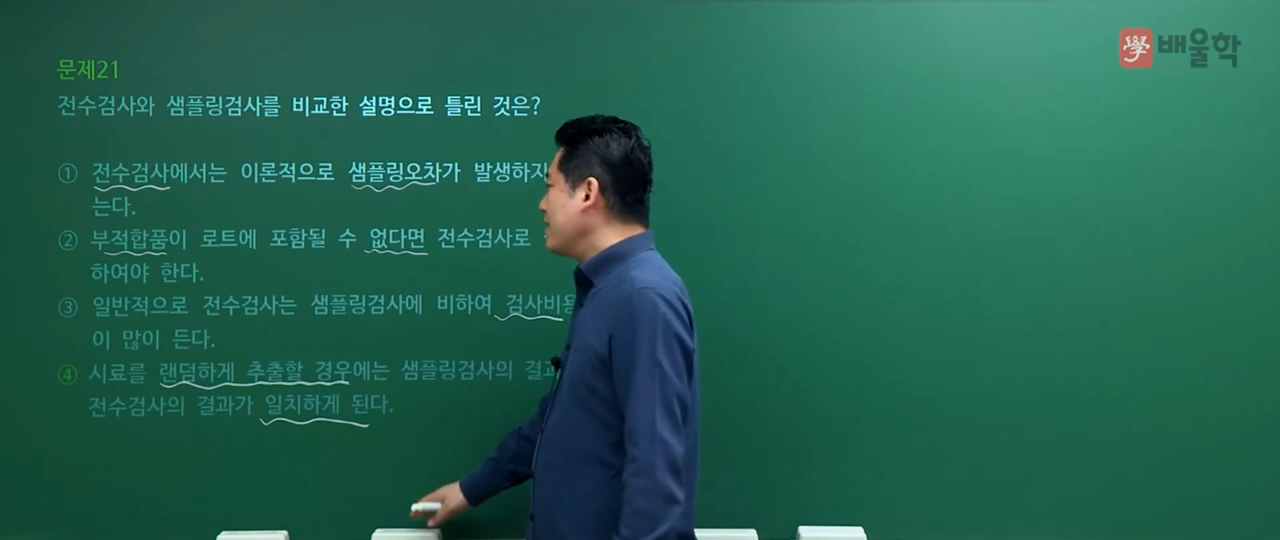 學 배울학
문제21
전수검사와 샘플링검사를 비교한 설명으로 틀린 것은?
① 전수검사에서는 이론적으로 샘플링오차가 발생하지
는다.
② 부적합품이 로트에 포함될 수 없다면 전수검사로
하여야 한다.
③ 일반적으로 전수검사는 샘플링검사에 비하여 검사비용
이 많이 든다.
④ 시료를 랜덤하게 추출할 경우에는 샘플링검사의
전수검사의 결과가 일치하게 된다.